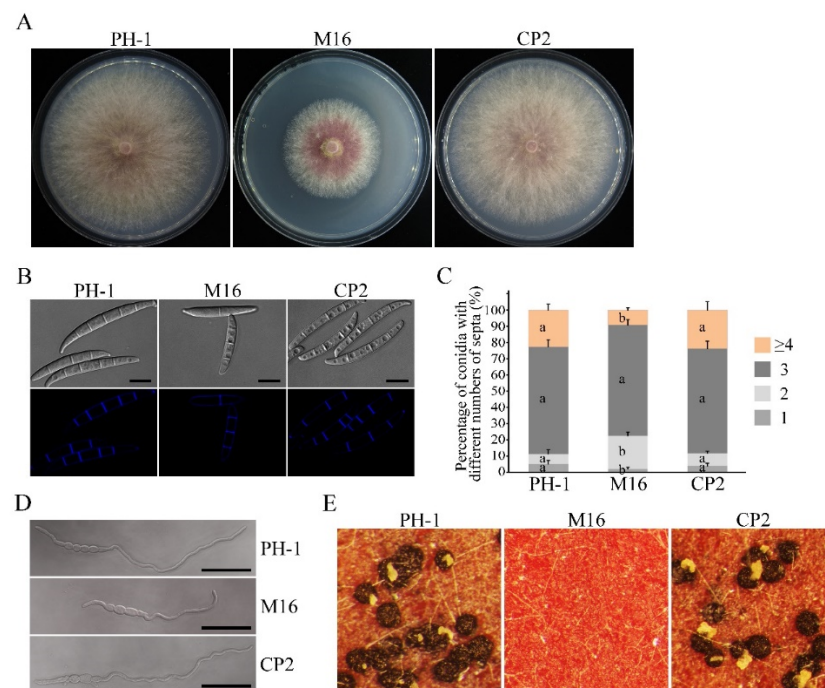 A
PH-1 M16 CP2
B
PH-1 M16 CP2
C
Percentage of conidia with
different numbers of septa (%)
100
90
80
70
60
50
40
30
20
10
0
a b a
a a a
a b a
a b a
PH-1 M16 CP2
≥4
3
2
1
D
PH-1
M16
CP2
E
PH-1 M16 CP2